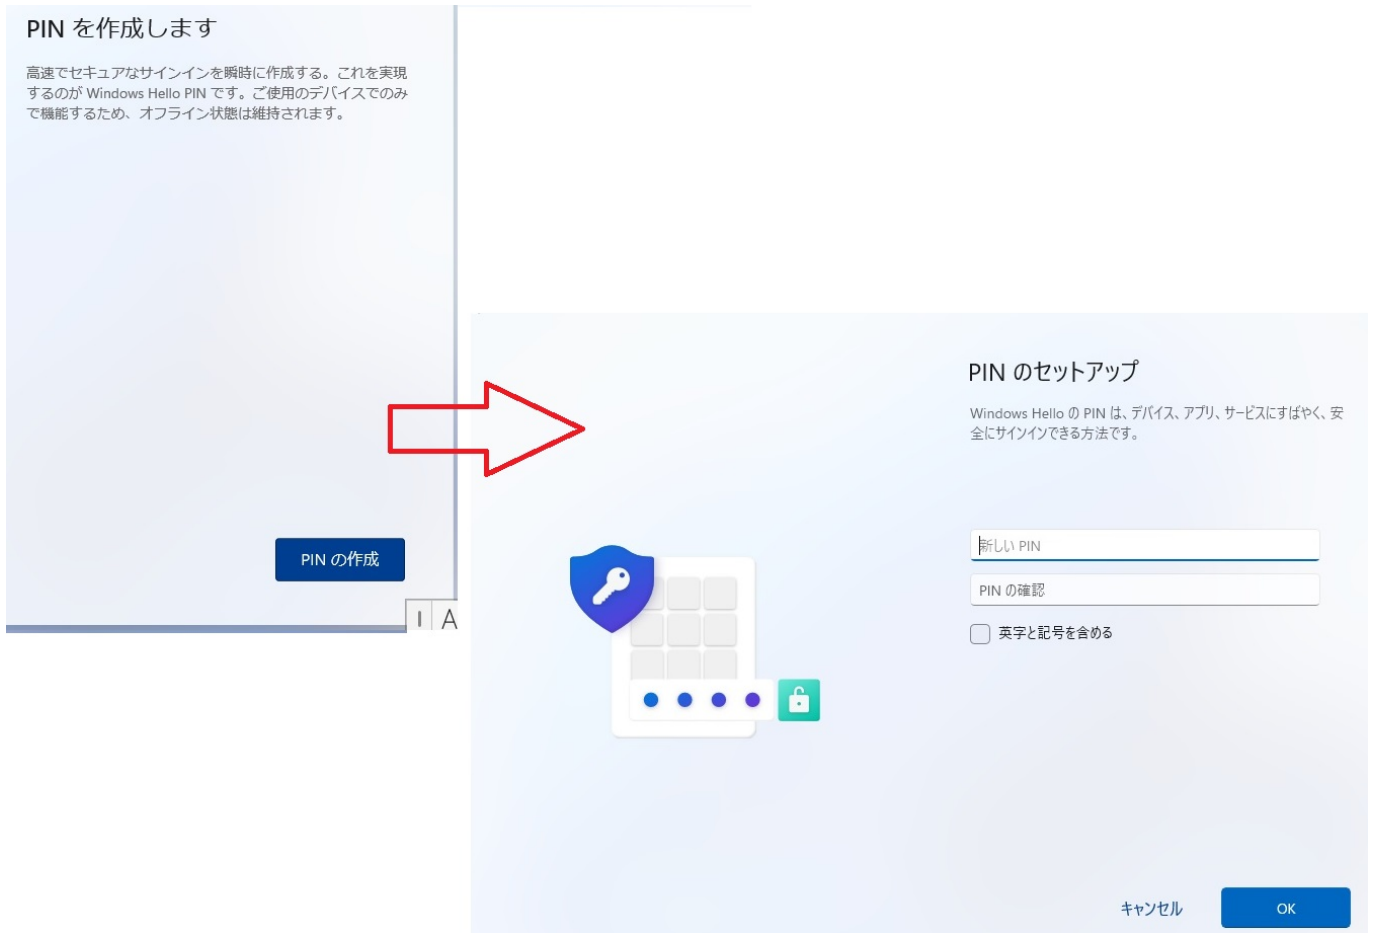 PIN を作成します
高速でセキュアなサインインを瞬時に作成する。これを実現
するのが Windows Hello PIN です。ご使用のデバイスでのみ
で機能するため、オフライン状態は維持されます。
PIN の作成
A
PIN のセットアップ
Windows Hello の PIN は、デバイス、アプリ、サービスにすばやく、安
全にサインインできる方法です。
新しい PIN
PIN の確認
英字と記号を含める
キャンセル
OK